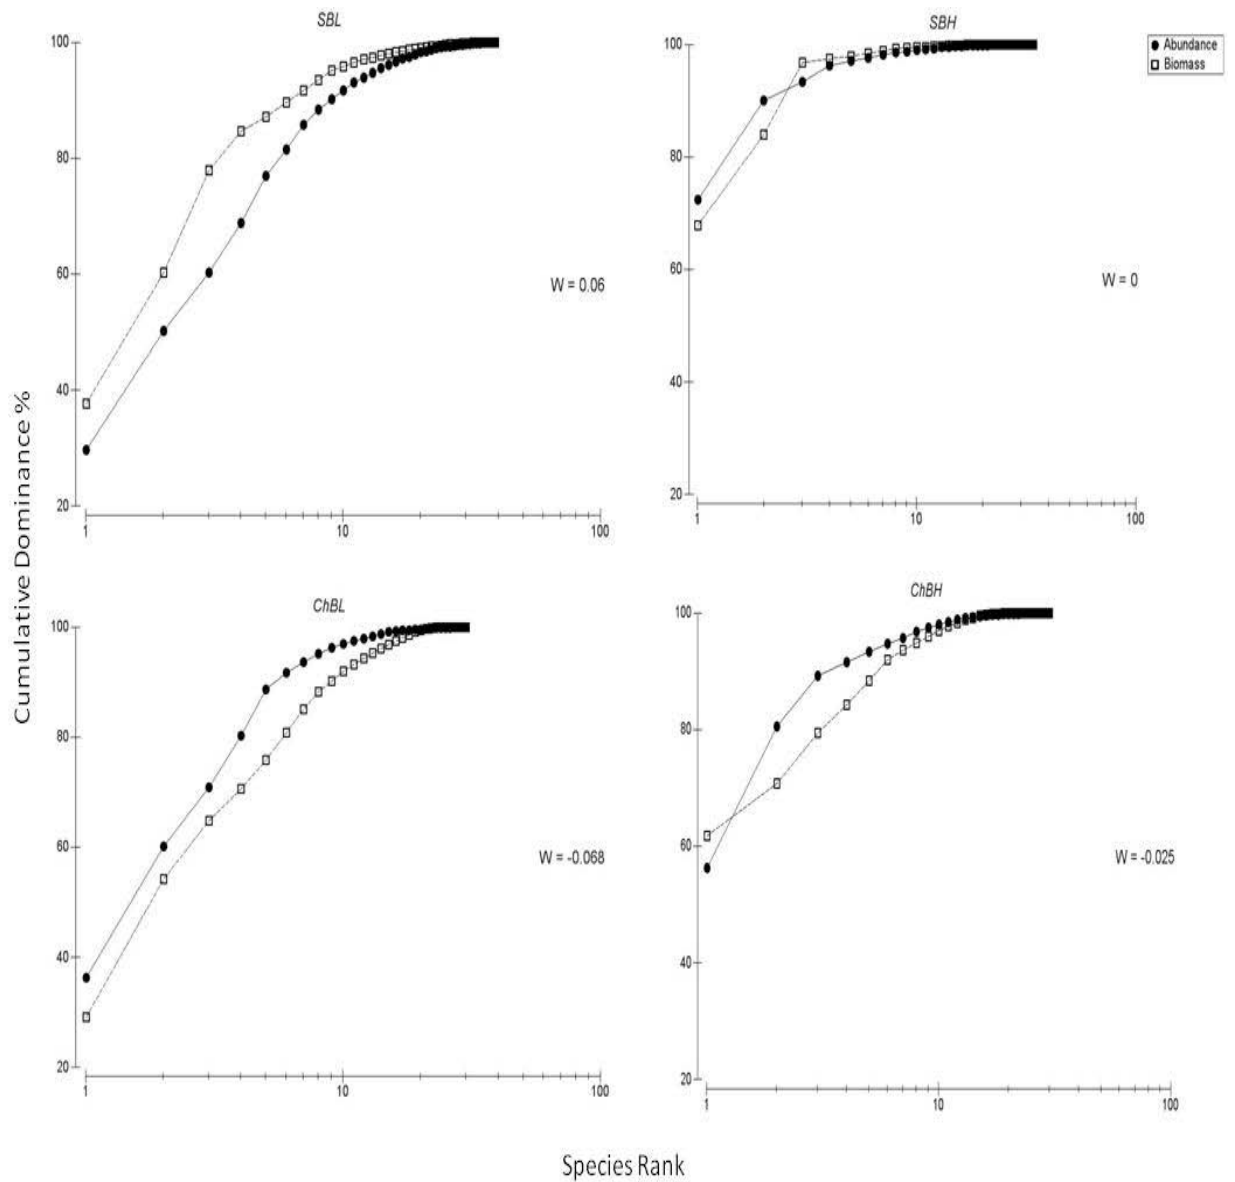 SBL
100
80
60
40
20
W = 0.06
1
10
100
SBH
100
80
60
40
20
W = 0
1
10
100
Abundance
Biomass
Cumulative Dominance %
ChBL
100
80
60
40
20
W = -0.068
1
10
100
ChBH
100
80
60
40
20
W = -0.025
1
10
100
Species Rank